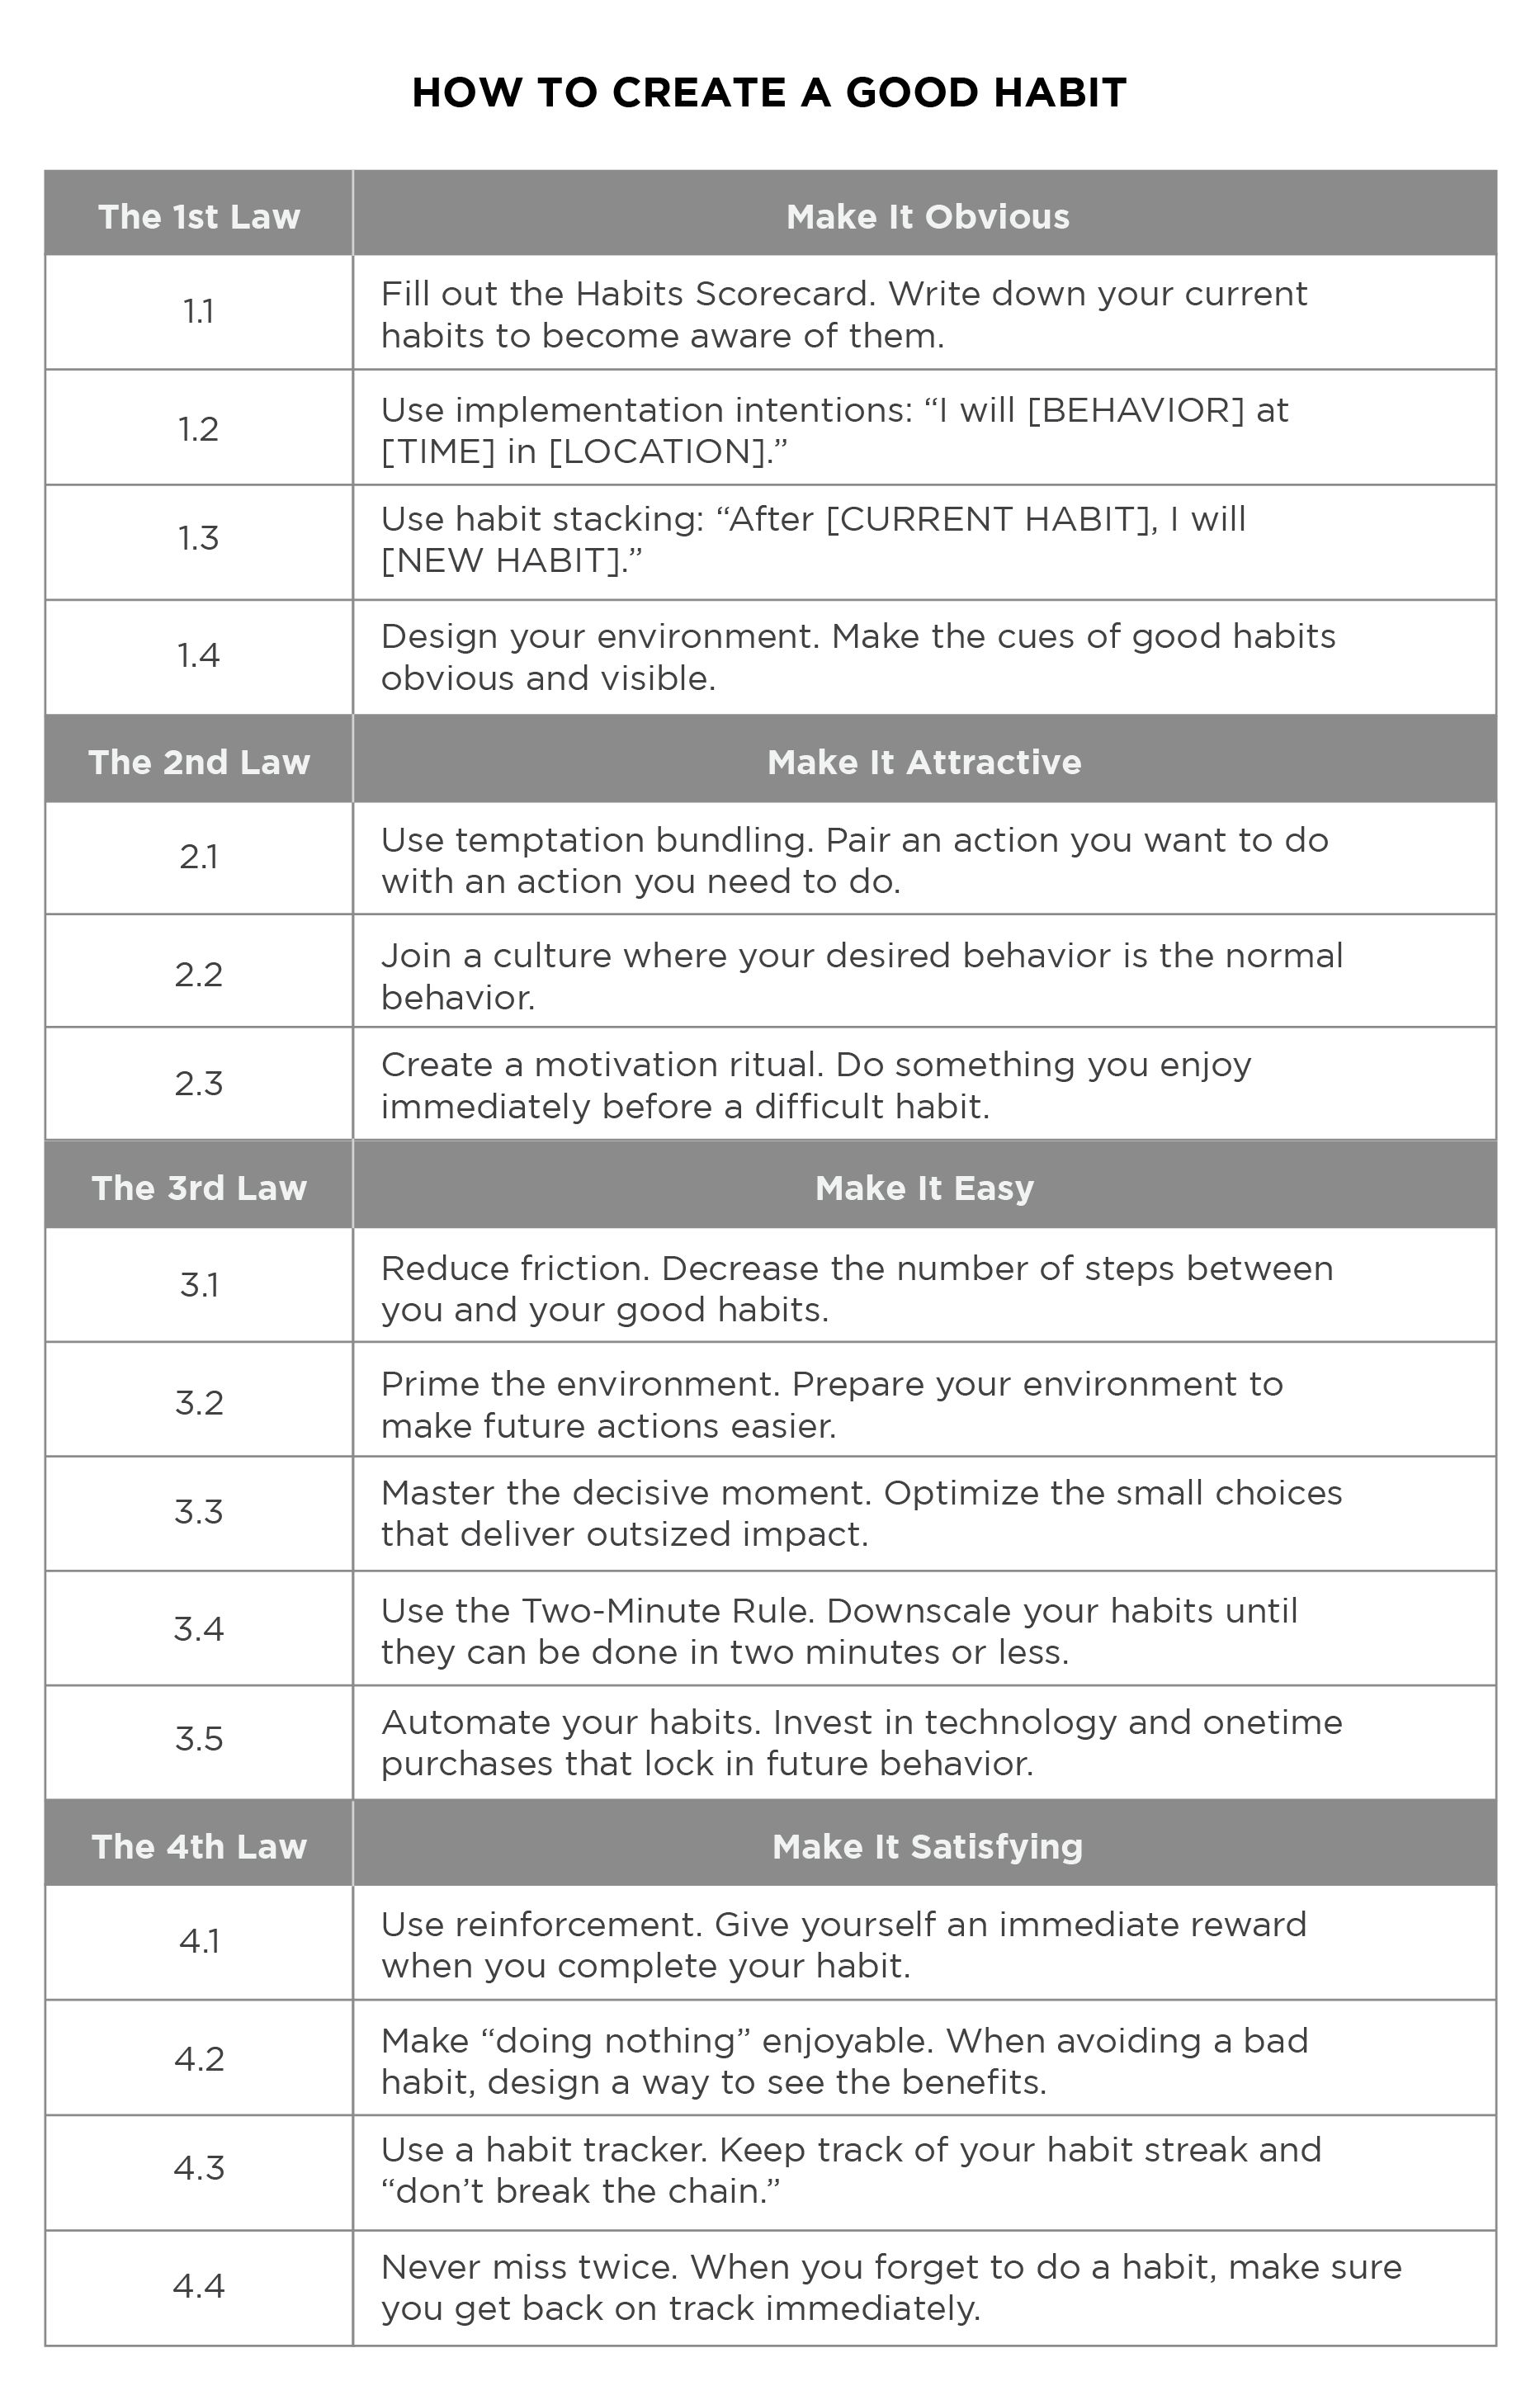 HOW TO CREATE A GOOD HABIT
The 1st Law
Make It Obvious
1.1
Fill out the Habits Scorecard. Write down your current
habits to become aware of them.
1.2
Use implementation intentions: “I will [BEHAVIOR] at
[TIME] in [LOCATION].”
1.3
Use habit stacking: “After [CURRENT HABIT], I will
[NEW HABIT].”
1.4
Design your environment. Make the cues of good habits
obvious and visible.
The 2nd Law
Make It Attractive
2.1
Use temptation bundling. Pair an action you want to do
with an action you need to do.
2.2
Join a culture where your desired behavior is the normal
behavior.
2.3
Create a motivation ritual. Do something you enjoy
immediately before a difficult habit.
The 3rd Law
Make It Easy
3.1
Reduce friction. Decrease the number of steps between
you and your good habits.
3.2
Prime the environment. Prepare your environment to
make future actions easier.
3.3
Master the decisive moment. Optimize the small choices
that deliver outsized impact.
3.4
Use the Two-Minute Rule. Downscale your habits until
they can be done in two minutes or less.
3.5
Automate your habits. Invest in technology and onetime
purchases that lock in future behavior.
The 4th Law
Make It Satisfying
4.1
Use reinforcement. Give yourself an immediate reward
when you complete your habit.
4.2
Make “doing nothing” enjoyable. When avoiding a bad
habit, design a way to see the benefits.
4.3
Use a habit tracker. Keep track of your habit streak and
“don’t break the chain.”
4.4
Never miss twice. When you forget to do a habit, make sure
you get back on track immediately.